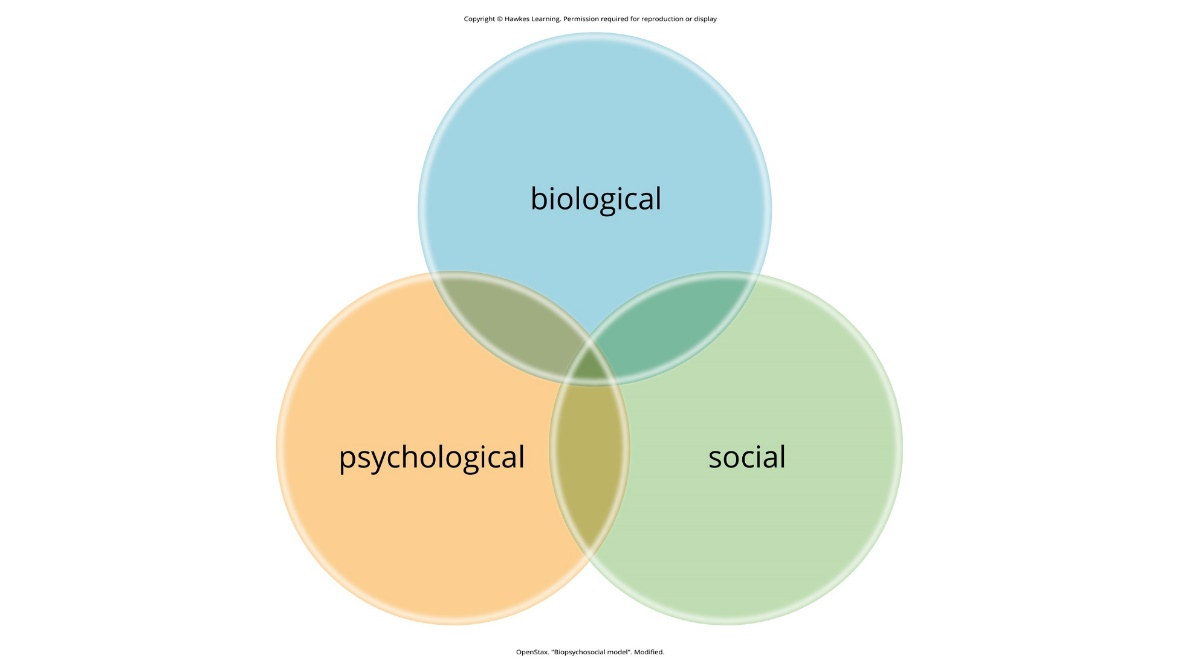 Copyright © Hawkes Learning. Permission required for reproduction or display
biological
psychological
social
OpenStax. "Biopsychosocial model". Modified.